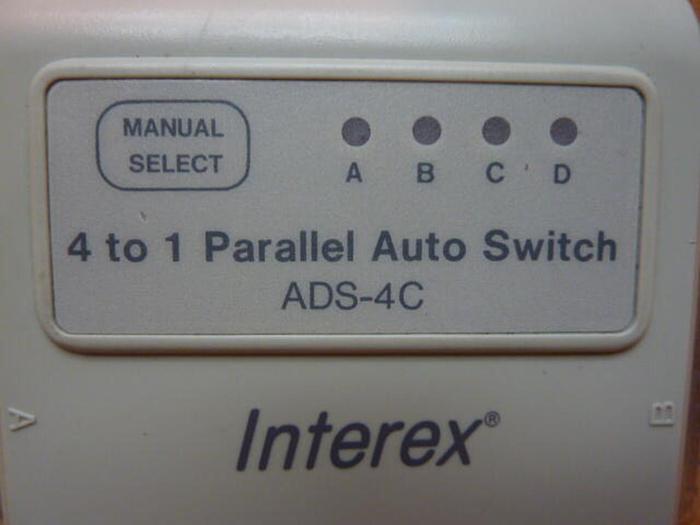 MANUAL
SELECT
A B C D
4 to 1 Parallel Auto Switch
ADS-4C
A
B
Interex®